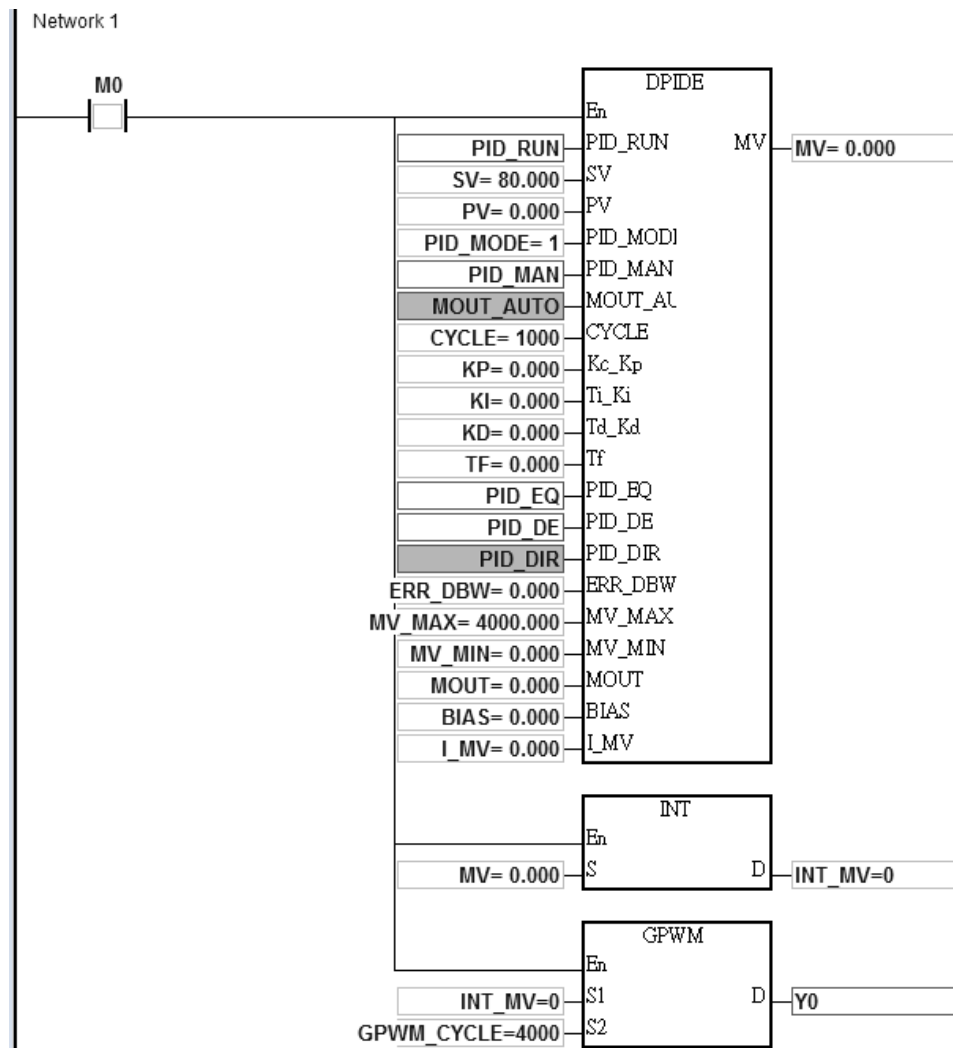 Network 1
M0
DPIDE
En
PID_RUN PID_RUN MV MV= 0.000
SV= 80.000 SV
PV= 0.000 PV
PID_MODE= 1 PID_MODI
PID_MAN PID_MAN
MOUT_AUTO MOUT_AU
CYCLE= 1000 CYCLE
KP= 0.000 Kc_Kp
KI= 0.000 Ti_Ki
KD= 0.000 Td_Kd
TF= 0.000 Tf
PID_EQ PID_EQ
PID_DE PID_DE
PID_DIR PID_DIR
ERR_DBW= 0.000 ERR_DBW
MV_MAX= 4000.000 MV_MAX
MV_MIN= 0.000 MV_MIN
MOUT= 0.000 MOUT
BIAS= 0.000 BIAS
I_MV= 0.000 I_MV
INT
En
MV= 0.000 S D INT_MV=0
GPWM
En
INT_MV=0 S1 D Y0
GPWM_CYCLE=4000 S2